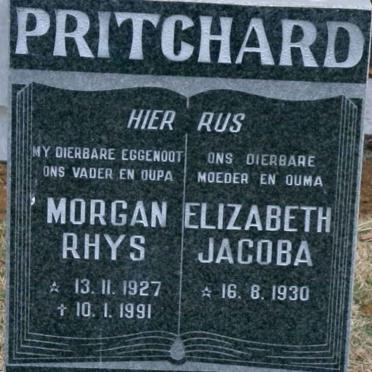 PRITCHARD
HIER RUS
MY DIERBARE EGGENOOT
ONS VADER EN OUPA
MORGAN
RHYS
☆ 13.11.1927
✝ 10.1.1991
ONS DIERBARE
MOEDER EN OUMA
ELIZABETH
JACOBA
☆ 16.8.1930